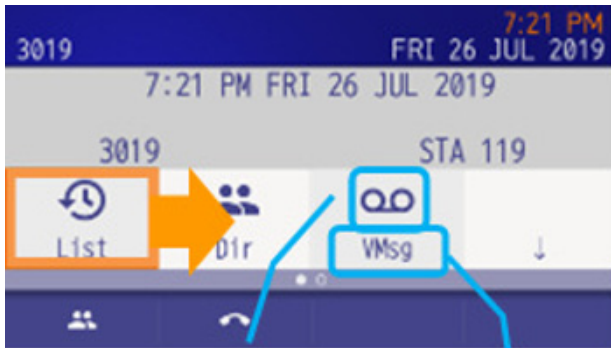 7:21 PM
3019 FRI 26 JUL 2019
7:21 PM FRI 26 JUL 2019
3019 STA 119
List Dir VMsg ↓